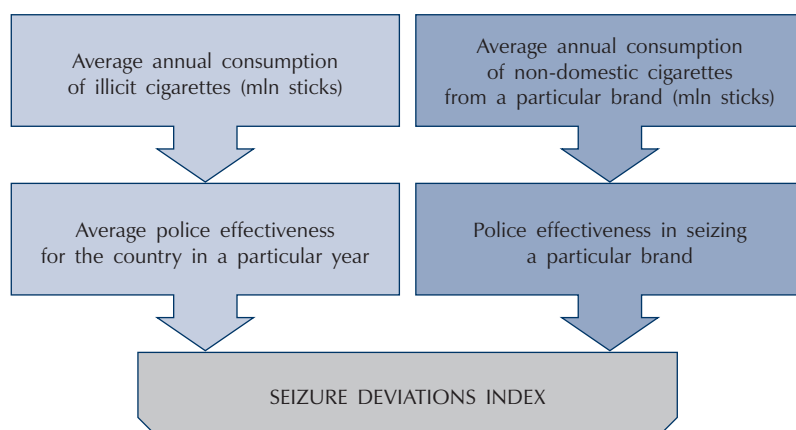 Average annual consumption
of illicit cigarettes (mln sticks)
Average annual consumption
of non-domestic cigarettes
from a particular brand (mln sticks)
Average police effectiveness
for the country in a particular year
Police effectiveness in seizing
a particular brand
SEIZURE DEVIATIONS INDEX